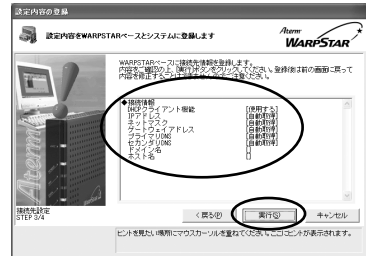 設定内容の登録
設定内容をWARPSTARベースとシステムに登録します
Aterm
WARPSTAR
WARPSTARベースに接続先情報を登録します。
内容をご確認の上、[実行]ボタンをクリックしてください。登録後は前の画面に戻って
内容を修正することはできませんのでご注意ください。
◆接続情報
DHCPクライアント機能 [使用する]
IPアドレス [自動取得]
ネットマスク [自動取得]
ゲートウェイアドレス [自動取得]
プライマリDNS [自動取得]
セカンダリDNS [自動取得]
ドメイン名 []
ホスト名 []
Aterm
接続先設定
STEP 3/4
< 戻る(P)
実行(S)
キャンセル
ヒントを見たい場所にマウスカーソルを重ねてください。ここにヒントが表示されます。